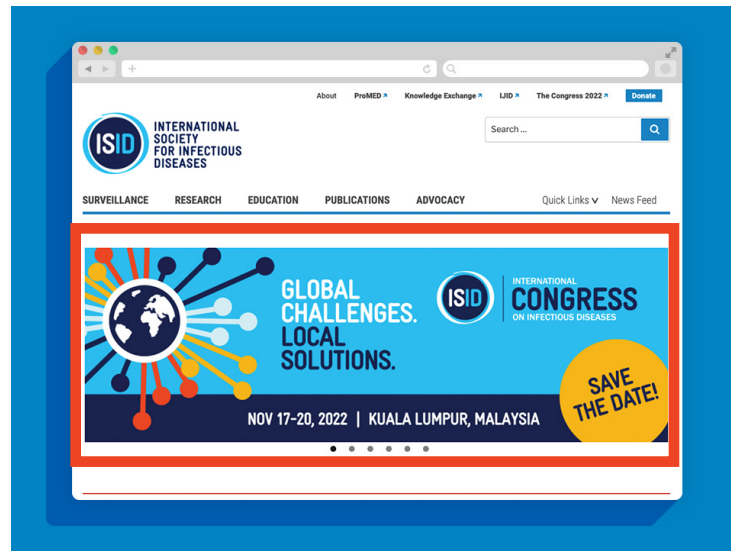 About ProMED Knowledge Exchange IJID The Congress 2022 Donate
ISID
INTERNATIONAL
SOCIETY
FOR INFECTIOUS
DISEASES
Search ...
SURVEILLANCE RESEARCH EDUCATION PUBLICATIONS ADVOCACY Quick Links News Feed
GLOBAL
CHALLENGES.
LOCAL
SOLUTIONS.
ISID
INTERNATIONAL
CONGRESS
ON INFECTIOUS DISEASES
SAVE
THE DATE!
NOV 17-20, 2022 | KUALA LUMPUR, MALAYSIA